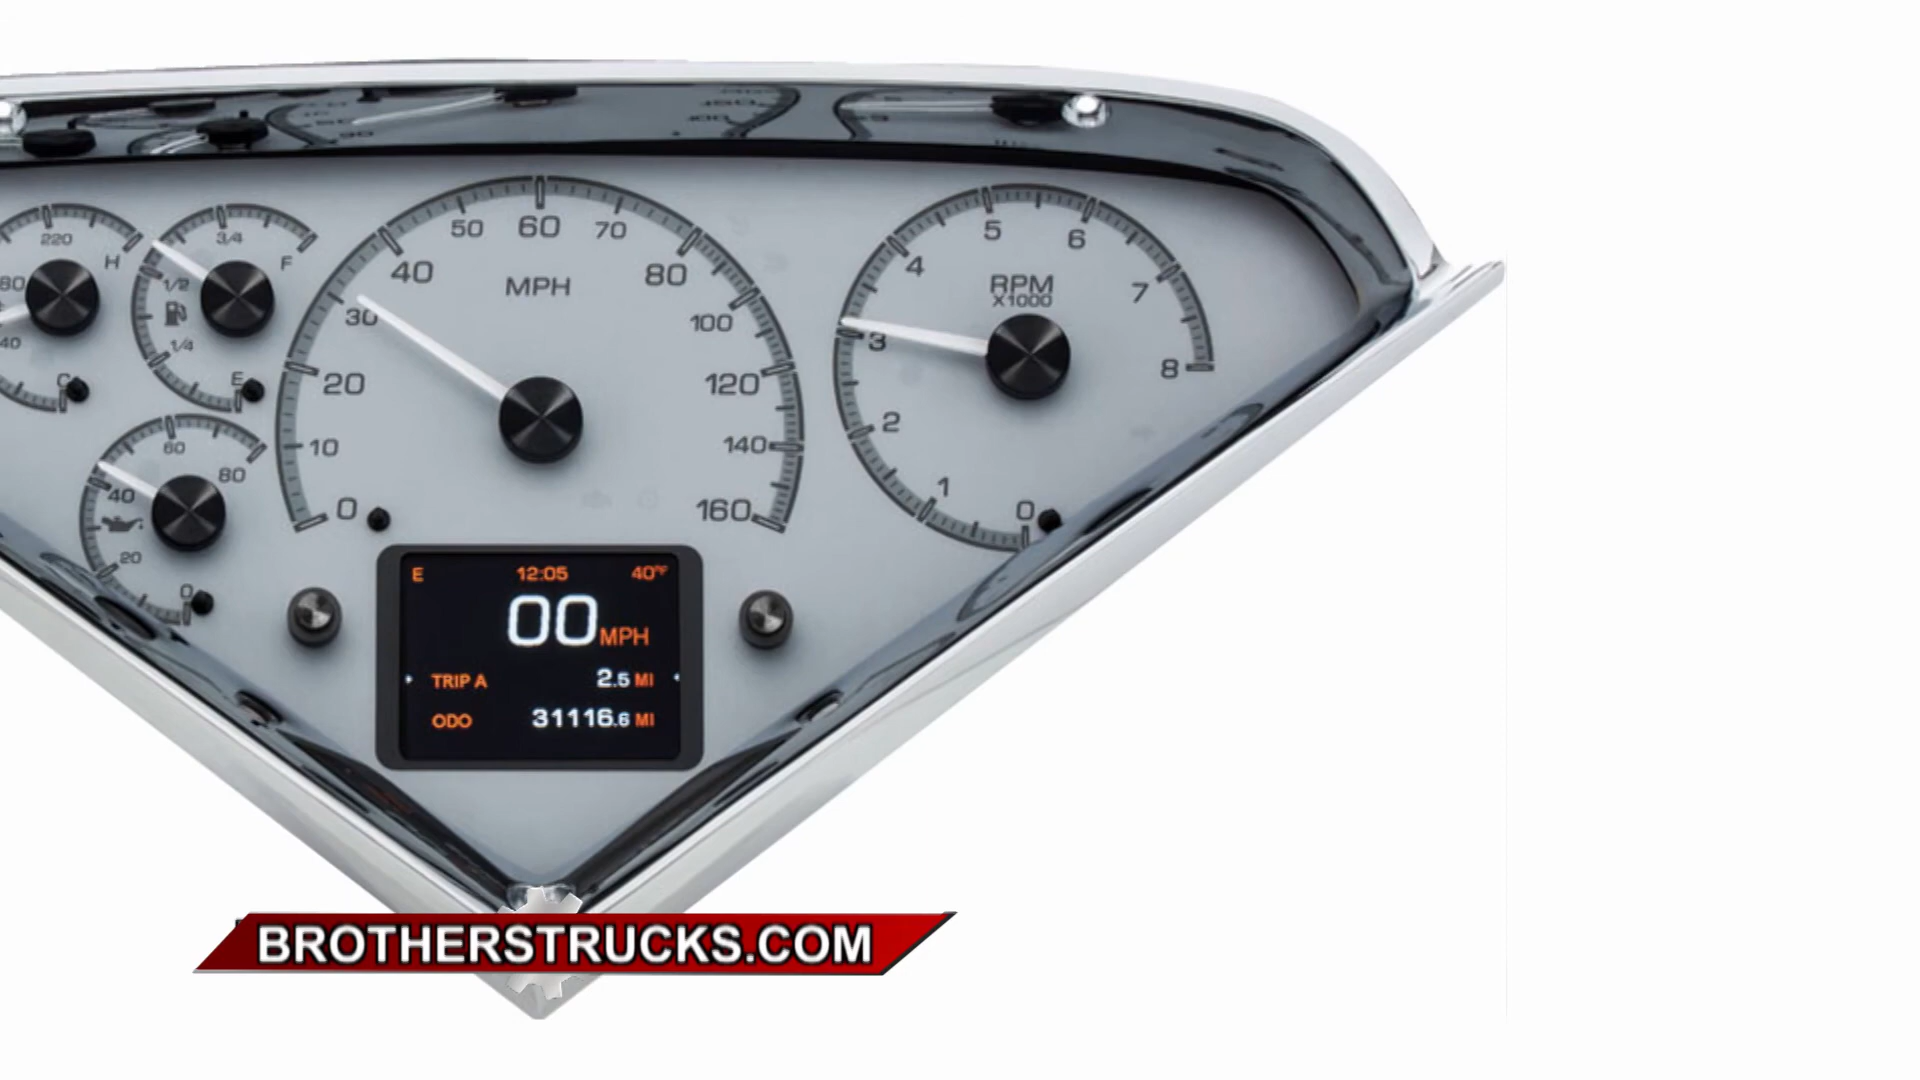 220
H
80
40
C
3/4
F
1/2
1/4
E
60
80
40
20
0
50
60
70
40
80
MPH
30
100
20
120
10
140
0
160
5
6
4
7
RPM
X1000
3
8
2
1
0
E 12:05 40°F
00 MPH
TRIP A 2.5 MI
ODO 31116.6 MI
BROTHERSTRUCKS.COM